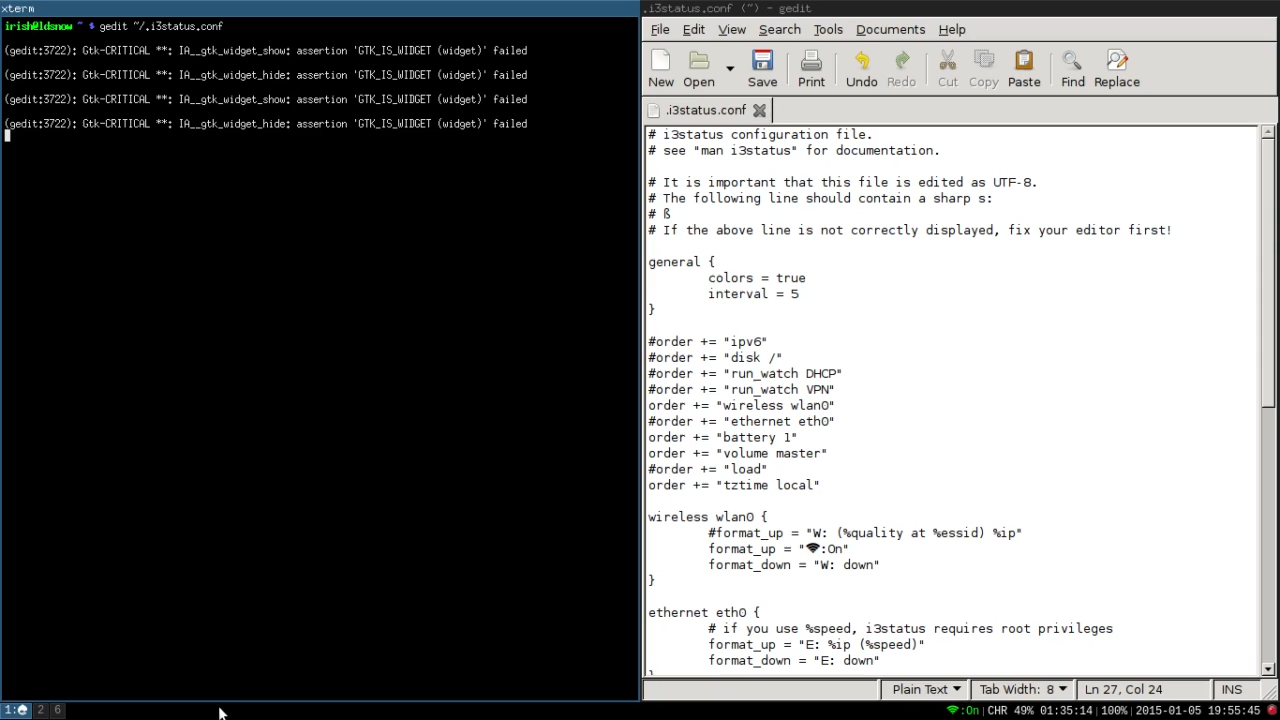 xterm
irish@ldsnow ~ $ gedit ~/.i3status.conf
(gedit:3722): Gtk-CRITICAL **: IA__gtk_widget_show: assertion 'GTK_IS_WIDGET (widget)' failed
(gedit:3722): Gtk-CRITICAL **: IA__gtk_widget_hide: assertion 'GTK_IS_WIDGET (widget)' failed
(gedit:3722): Gtk-CRITICAL **: IA__gtk_widget_show: assertion 'GTK_IS_WIDGET (widget)' failed
(gedit:3722): Gtk-CRITICAL **: IA__gtk_widget_hide: assertion 'GTK_IS_WIDGET (widget)' failed
.i3status.conf (~) - gedit
File Edit View Search Tools Documents Help
New Open Save Print Undo Redo Cut Copy Paste Find Replace
.i3status.conf
# i3status configuration file.
# see "man i3status" for documentation.
# It is important that this file is edited as UTF-8.
# The following line should contain a sharp s:
# ß
# If the above line is not correctly displayed, fix your editor first!
general {
colors = true
interval = 5
}
#order += "ipv6"
#order += "disk /"
#order += "run_watch DHCP"
#order += "run_watch VPN"
order += "wireless wlan0"
#order += "ethernet eth0"
order += "battery 1"
order += "volume master"
#order += "load"
order += "tztime local"
wireless wlan0 {
#format_up = "W: (%quality at %essid) %ip"
format_up = ":On"
format_down = "W: down"
}
ethernet eth0 {
# if you use %speed, i3status requires root privileges
format_up = "E: %ip (%speed)"
format_down = "E: down"
}
Plain Text Tab Width: 8 Ln 27, Col 24 INS
1: 2 6
:On|CHR 49% 01:35:14|100%|2015-01-05 19:55:45